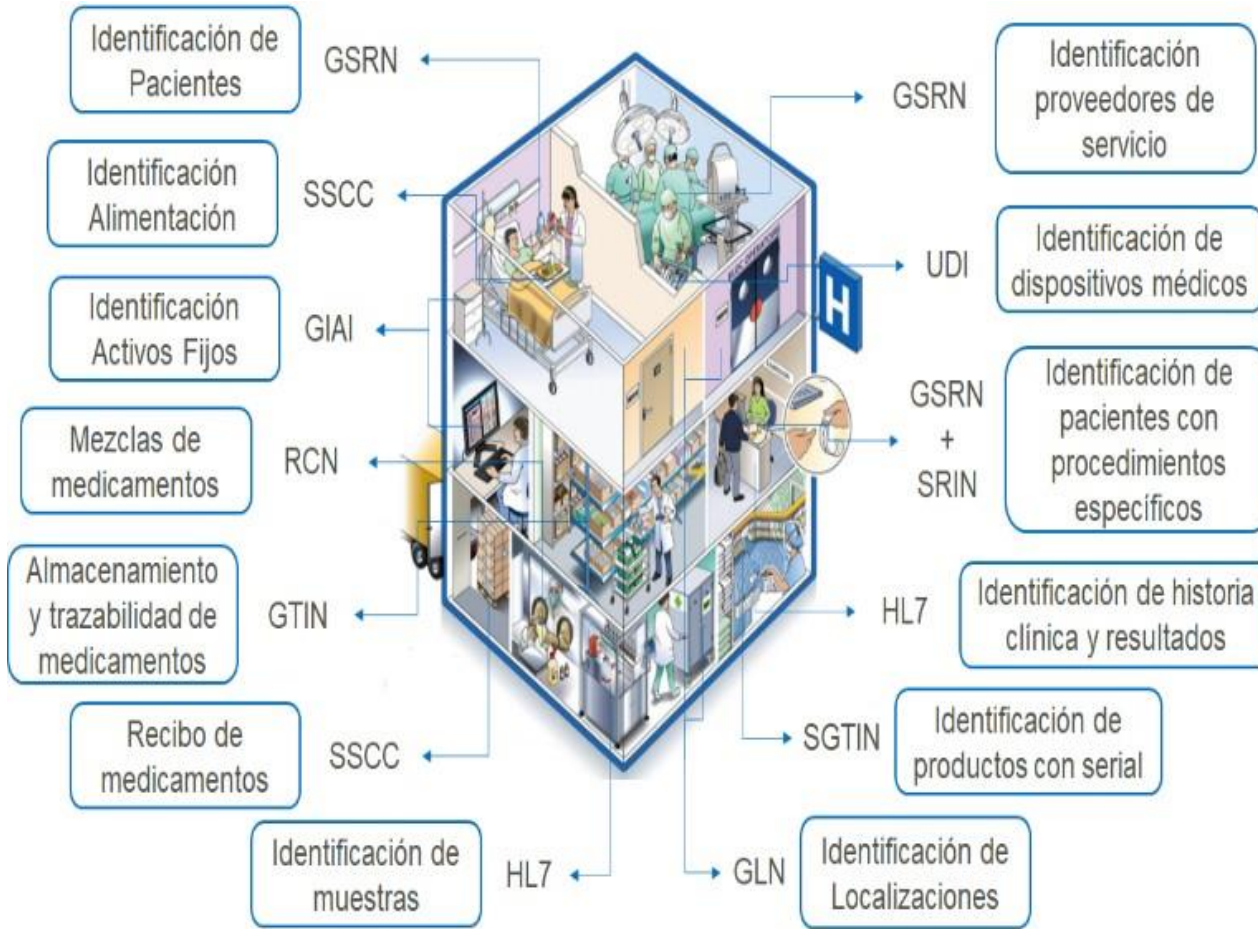 Identificación de
Pacientes
GSRN
Identificación
Alimentación
SSCC
Identificación
Activos Fijos
GIAI
Mezclas de
medicamentos
RCN
Almacenamiento
y trazabilidad de
medicamentos
GTIN
Recibo de
medicamentos
SSCC
Identificación de
muestras
HL7
H
GSRN
Identificación
proveedores de
servicio
UDI
Identificación de
dispositivos médicos
GSRN
+
SRIN
Identificación de
pacientes con
procedimientos
específicos
HL7
Identificación de historia
clínica y resultados
SGTIN
Identificación de
productos con serial
GLN
Identificación de
Localizaciones